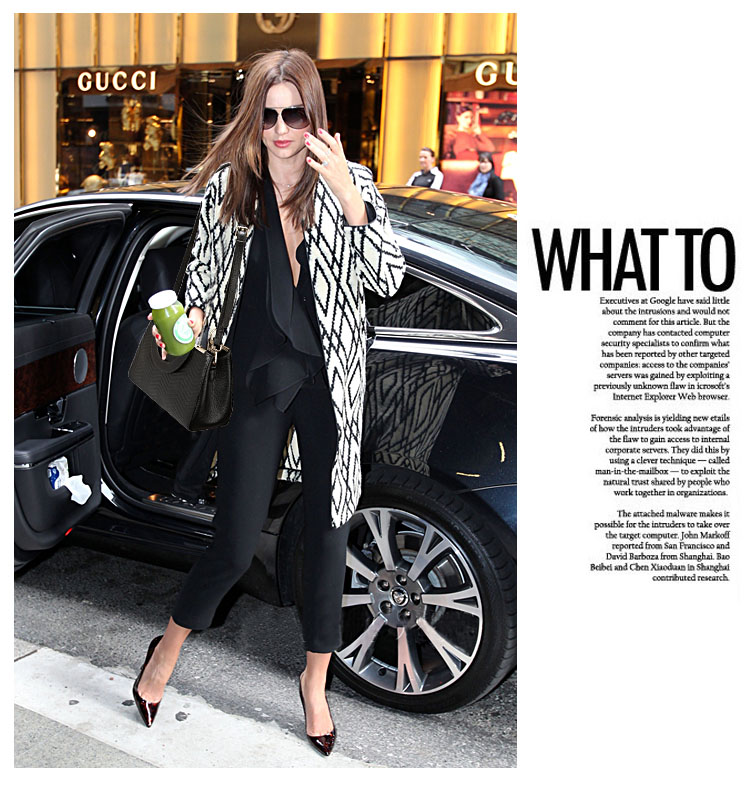 GUCCI
GU
WHAT TO
Executives at Google have said little
about the intrusions and would not
comment for this article. But the
company has contacted computer
security specialists to confirm what
has been reported by other targeted
companies: access to the companies'
servers was gained by exploiting a
previously unknown flaw in icrosoft's
Internet Explorer Web browser.
Forensic analysis is yielding new etails
of how the intruders took advantage of
the flaw to gain access to internal
corporate servers. They did this by
using a clever technique — called
man-in-the-mailbox — to exploit the
natural trust shared by people who
work together in organizations.
The attached malware makes it
possible for the intruders to take over
the target computer. John Markoff
reported from San Francisco and
David Barboza from Shanghai. Bao
Beibei and Chen Xiaoduan in Shanghai
contributed research.